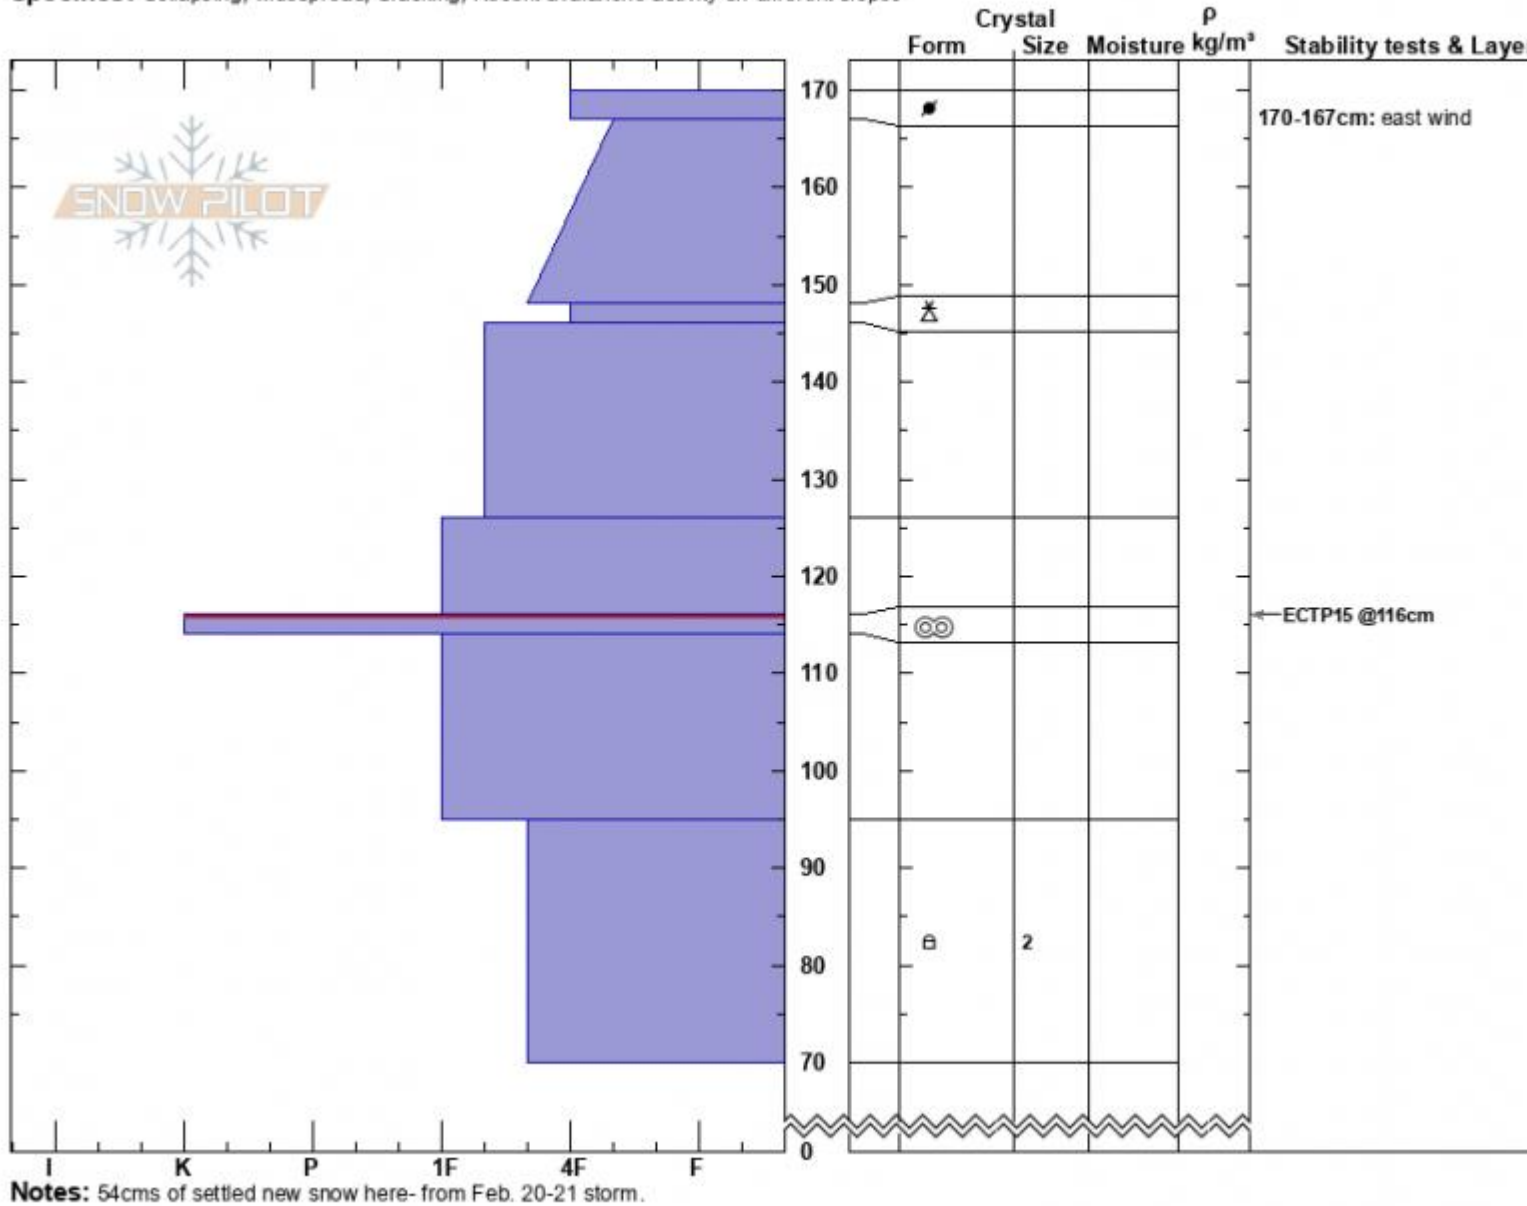 Crystal
ρ
Form Size Moisture kg/m³ Stability tests & Laye
170
170-167cm: east wind
SNOW PILOT
160
150
140
130
120
ECTP15 @116cm
110
100
90
2
80
70
0
I K P 1F 4F F
Notes: 54cms of settled new snow here- from Feb. 20-21 storm.